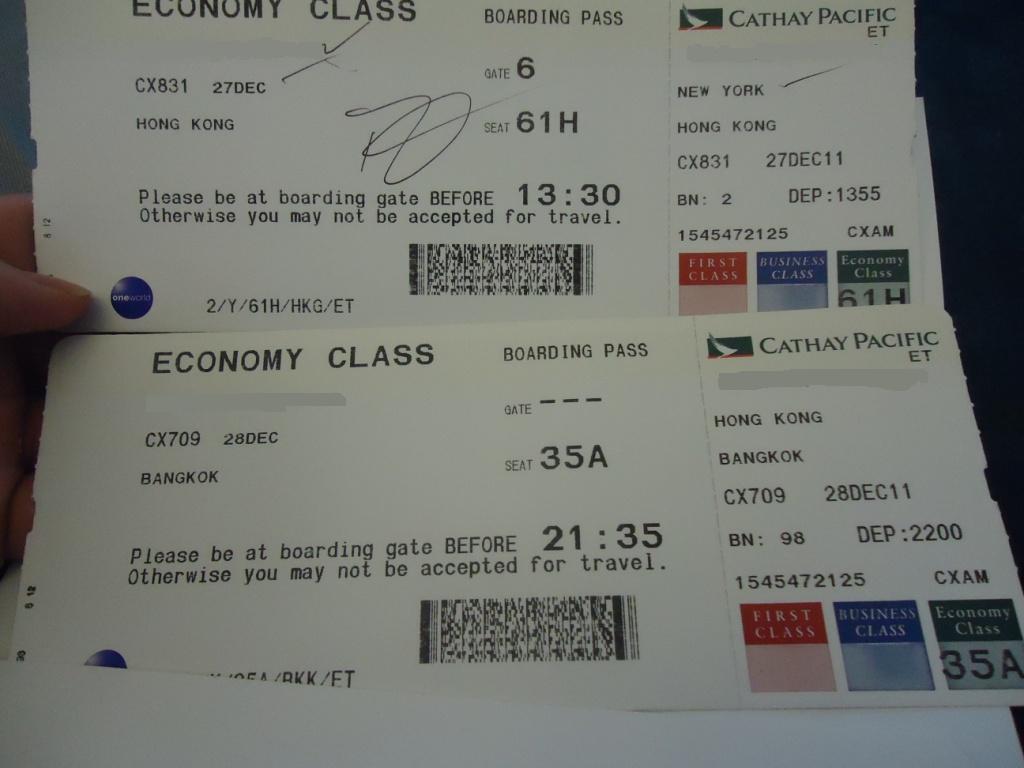 ECONOMY CLASS
BOARDING PASS
CX831 27DEC
GATE 6
HONG KONG
SEAT 61H
Please be at boarding gate BEFORE 13:30
Otherwise you may not be accepted for travel.
oneworld
2/Y/61H/HKG/ET
CATHAY PACIFIC
ET
NEW YORK
HONG KONG
CX831 27DEC11
BN: 2 DEP:1355
1545472125 CXAM
FIRST CLASS
BUSINESS CLASS
Economy Class
61H
ECONOMY CLASS
BOARDING PASS
GATE ---
CX709 28DEC
SEAT 35A
BANGKOK
Please be at boarding gate BEFORE 21:35
Otherwise you may not be accepted for travel.
/BKK/ET
CATHAY PACIFIC
ET
HONG KONG
BANGKOK
CX709 28DEC11
BN: 98 DEP:2200
1545472125 CXAM
FIRST CLASS
BUSINESS CLASS
Economy Class
35A